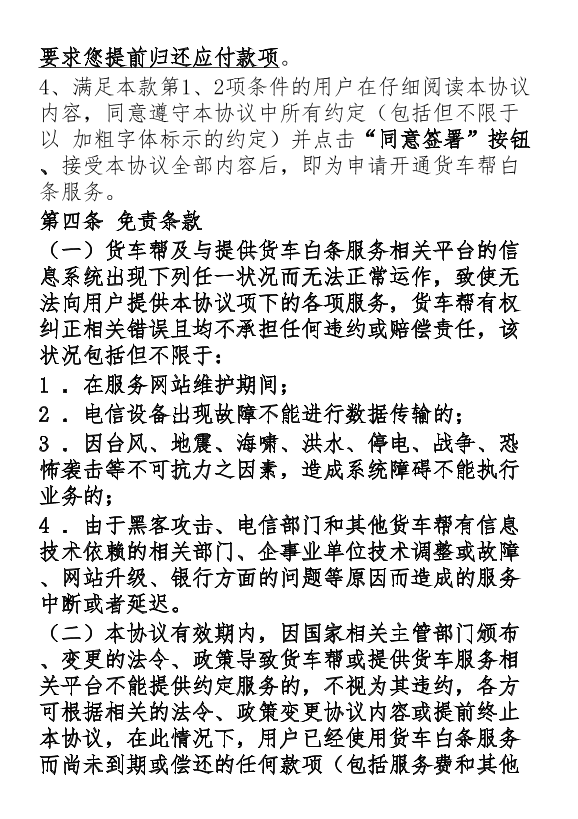 要求您提前归还应付款项。
4、满足本款第1、2项条件的用户在仔细阅读本协议
内容，同意遵守本协议中所有约定（包括但不限于
以 加粗字体标示的约定）并点击“同意签署”按钮
、接受本协议全部内容后，即为申请开通货车帮白
条服务。
第四条 免责条款
（一）货车帮及与提供货车白条服务相关平台的信
息系统出现下列任一状况而无法正常运作，致使无
法向用户提供本协议项下的各项服务，货车帮有权
纠正相关错误且均不承担任何违约或赔偿责任，该
状况包括但不限于：
1 ．在服务网站维护期间；
2 ．电信设备出现故障不能进行数据传输的；
3 ．因台风、地震、海啸、洪水、停电、战争、恐
怖袭击等不可抗力之因素，造成系统障碍不能执行
业务的；
4 ．由于黑客攻击、电信部门和其他货车帮有信息
技术依赖的相关部门、企事业单位技术调整或故障
、网站升级、银行方面的问题等原因而造成的服务
中断或者延迟。
（二）本协议有效期内，因国家相关主管部门颁布
、变更的法令、政策导致货车帮或提供货车服务相
关平台不能提供约定服务的，不视为其违约，各方
可根据相关的法令、政策变更协议内容或提前终止
本协议，在此情况下，用户已经使用货车白条服务
而尚未到期或偿还的任何款项（包括服务费和其他